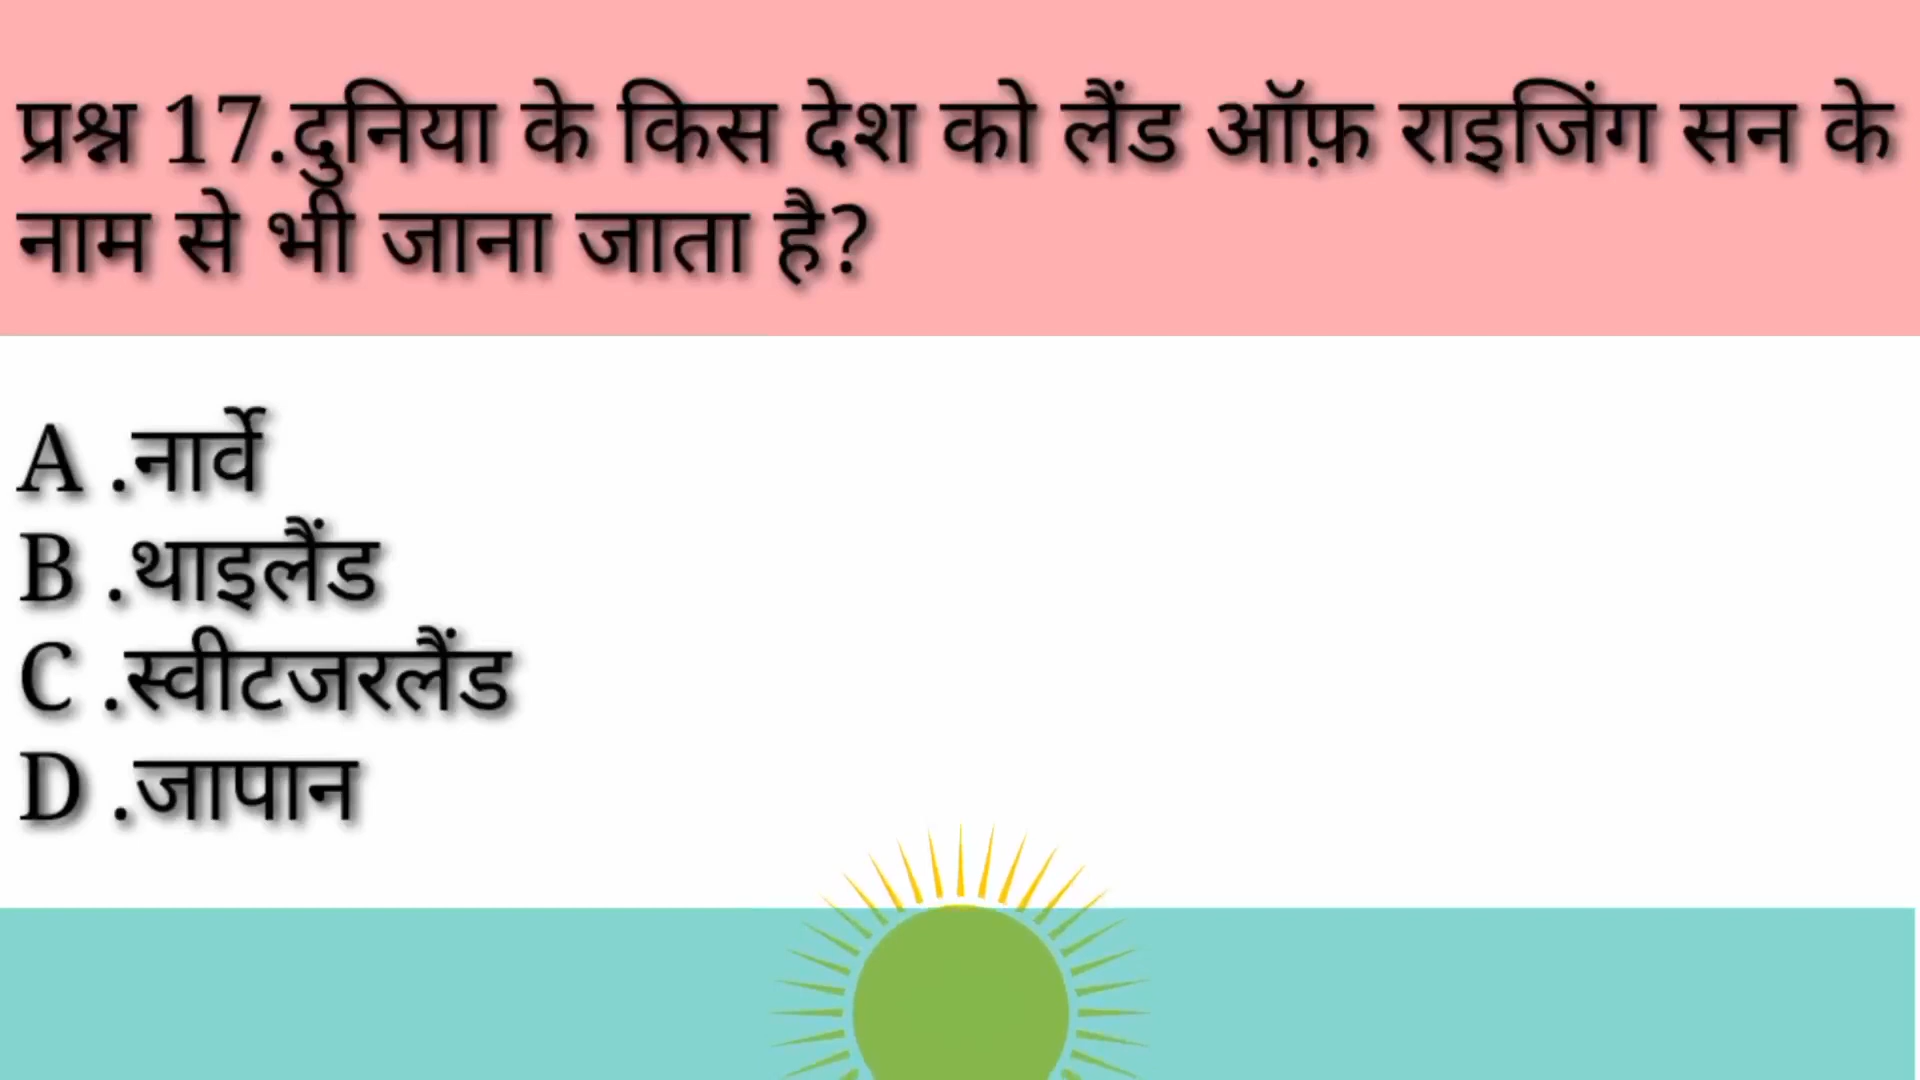 प्रश्न 17.दुनिया के किस देश को लैंड ऑफ़ राइजिंग सन के
नाम से भी जाना जाता है?
A .नार्वे
B .थाइलैंड
C .स्वीटजरलैंड
D .जापान